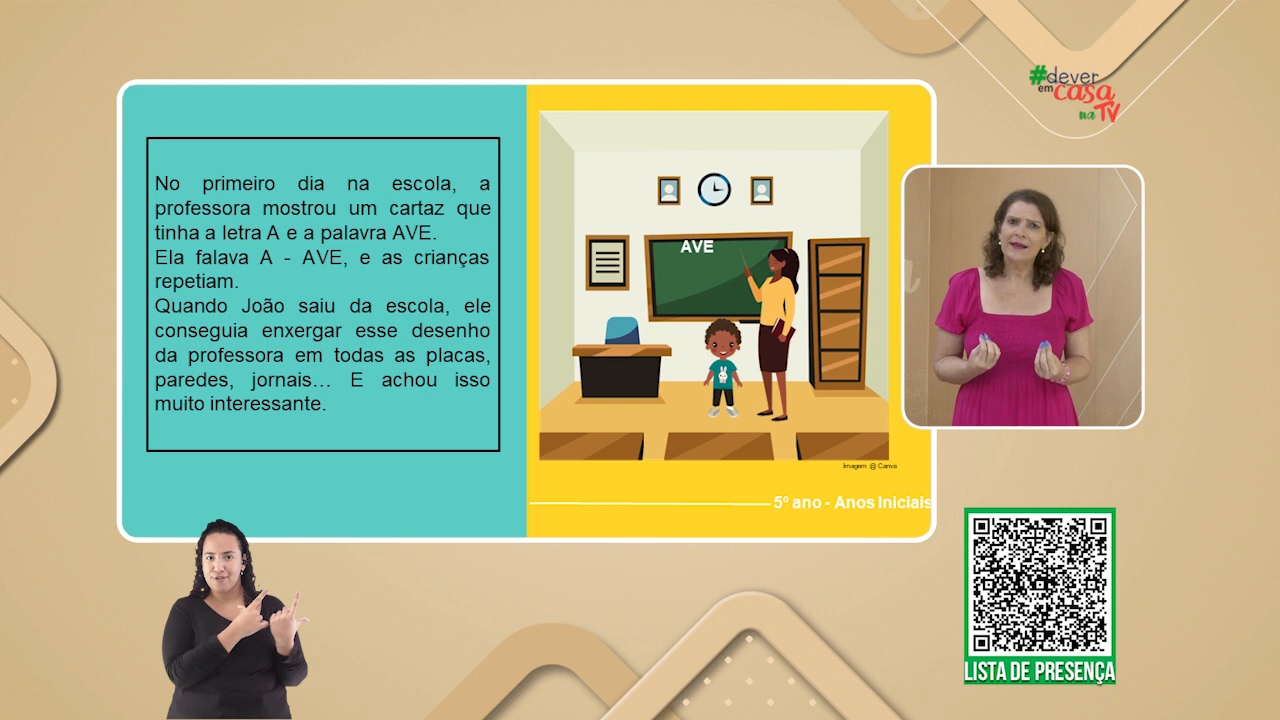 #dever
em casa
na TV
No primeiro dia na escola, a
professora mostrou um cartaz que
tinha a letra A e a palavra AVE.
Ela falava A - AVE, e as crianças
repetiam.
Quando João saiu da escola, ele
conseguia enxergar esse desenho
da professora em todas as placas,
paredes, jornais... E achou isso
muito interessante.
AVE
Imagem @ Canva
5º ano - Anos Iniciais
LISTA DE PRESENÇA